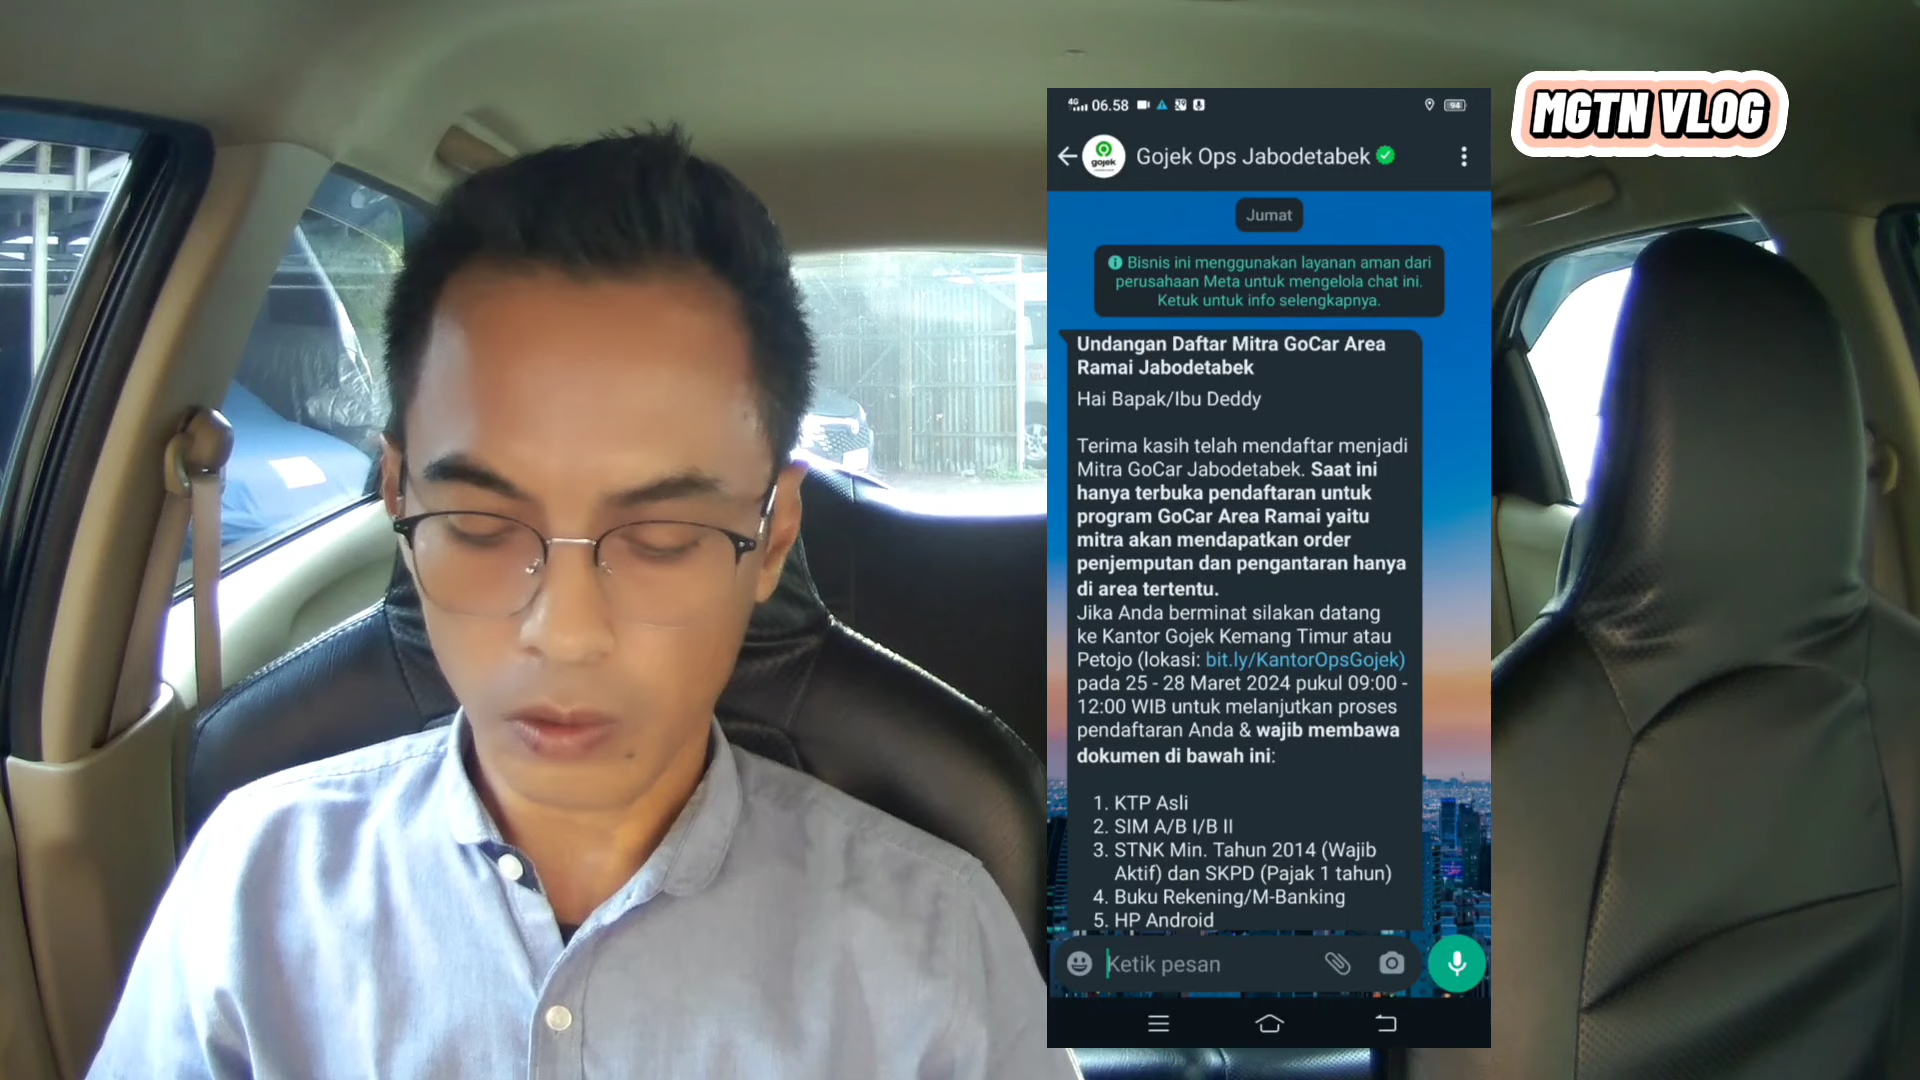 MGTN VLOG
4G 06.58
94
gojek
Gojek Ops Jabodetabek
Jumat
Bisnis ini menggunakan layanan aman dari
perusahaan Meta untuk mengelola chat ini.
Ketuk untuk info selengkapnya.
Undangan Daftar Mitra GoCar Area
Ramai Jabodetabek
Hai Bapak/Ibu Deddy
Terima kasih telah mendaftar menjadi
Mitra GoCar Jabodetabek. Saat ini
hanya terbuka pendaftaran untuk
program GoCar Area Ramai yaitu
mitra akan mendapatkan order
penjemputan dan pengantaran hanya
di area tertentu.
Jika Anda berminat silakan datang
ke Kantor Gojek Kemang Timur atau
Petojo (lokasi: bit.ly/KantorOpsGojek)
pada 25 - 28 Maret 2024 pukul 09:00 -
12:00 WIB untuk melanjutkan proses
pendaftaran Anda & wajib membawa
dokumen di bawah ini:
1. KTP Asli
2. SIM A/B I/B II
3. STNK Min. Tahun 2014 (Wajib
Aktif) dan SKPD (Pajak 1 tahun)
4. Buku Rekening/M-Banking
5. HP Android
Ketik pesan